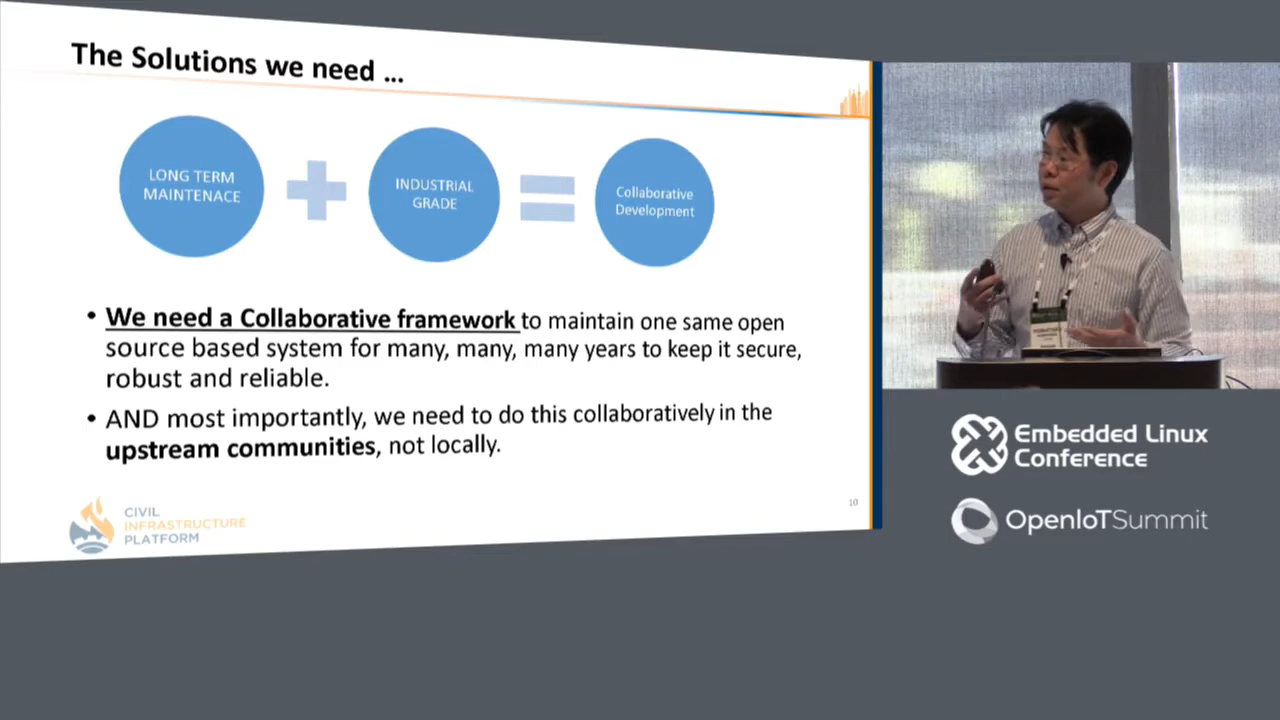 The Solutions we need ...
LONG TERM
MAINTENACE
INDUSTRIAL
GRADE
Collaborative
Development
• We need a Collaborative framework to maintain one same open
source based system for many, many, many years to keep it secure,
robust and reliable.
• AND most importantly, we need to do this collaboratively in the
upstream communities, not locally.
CIVIL
INFRASTRUCTURE
PLATFORM
10
Embedded Linux
Conference
OpenIoTSummit